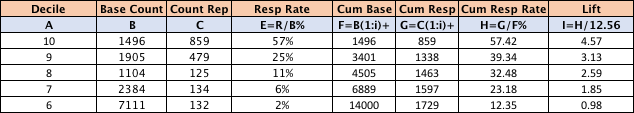 Decile Base Count Count Rep Resp Rate Cum Base Cum Resp Cum Resp Rate Lift
A B C E=R/B% F=B(1:i)+ G=C(1:i)+ H=G/F% I=H/12.56
10 1496 859 57% 1496 859 57.42 4.57
9 1905 479 25% 3401 1338 39.34 3.13
8 1104 125 11% 4505 1463 32.48 2.59
7 2384 134 6% 6889 1597 23.18 1.85
6 7111 132 2% 14000 1729 12.35 0.98